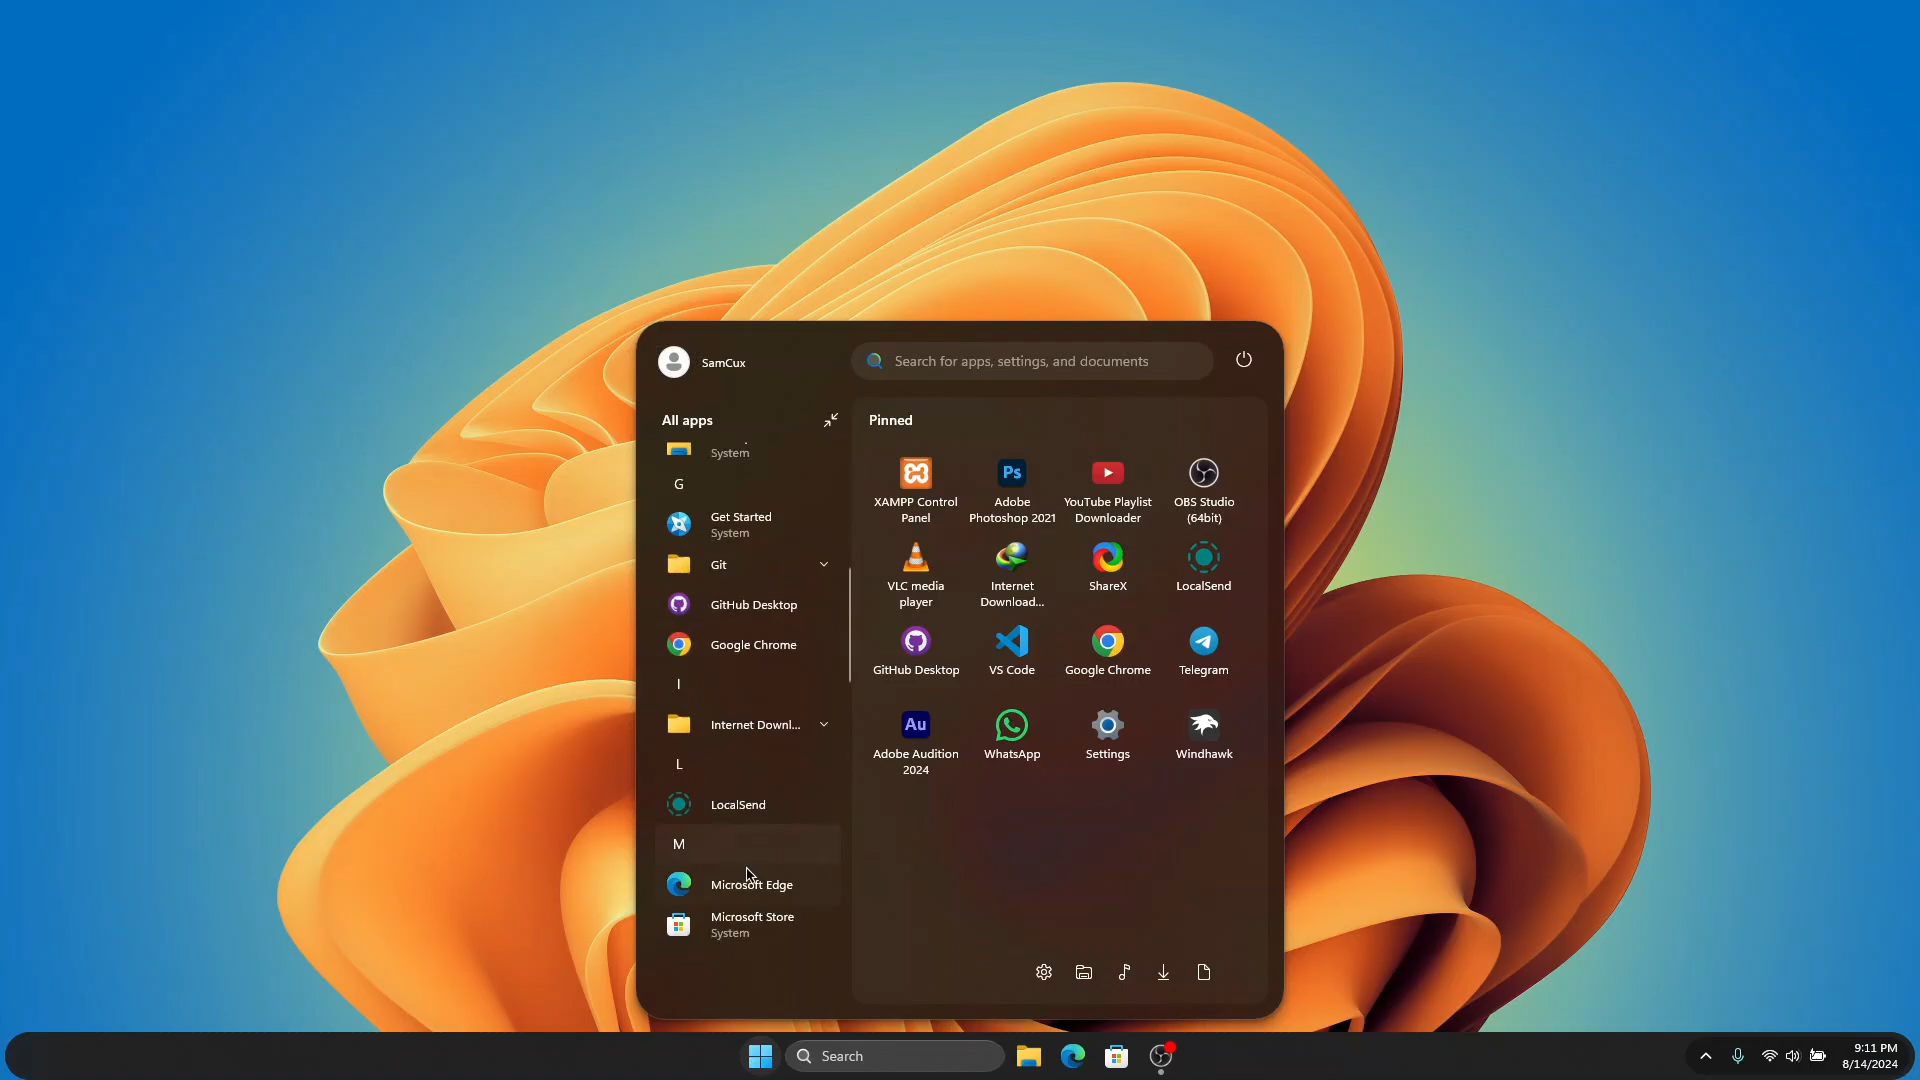 SamCux
Search for apps, settings, and documents
All apps
System
G
Get Started
System
Git
GitHub Desktop
Google Chrome
I
Internet Downl...
L
LocalSend
M
Microsoft Edge
Microsoft Store
System
Pinned
XAMPP Control
Panel
Ps
Adobe
Photoshop 2021
YouTube Playlist
Downloader
OBS Studio
(64bit)
VLC media
player
Internet
Download...
ShareX
LocalSend
GitHub Desktop
VS Code
Google Chrome
Telegram
Au
Adobe Audition
2024
WhatsApp
Settings
Windhawk
Search
9:11 PM
8/14/2024